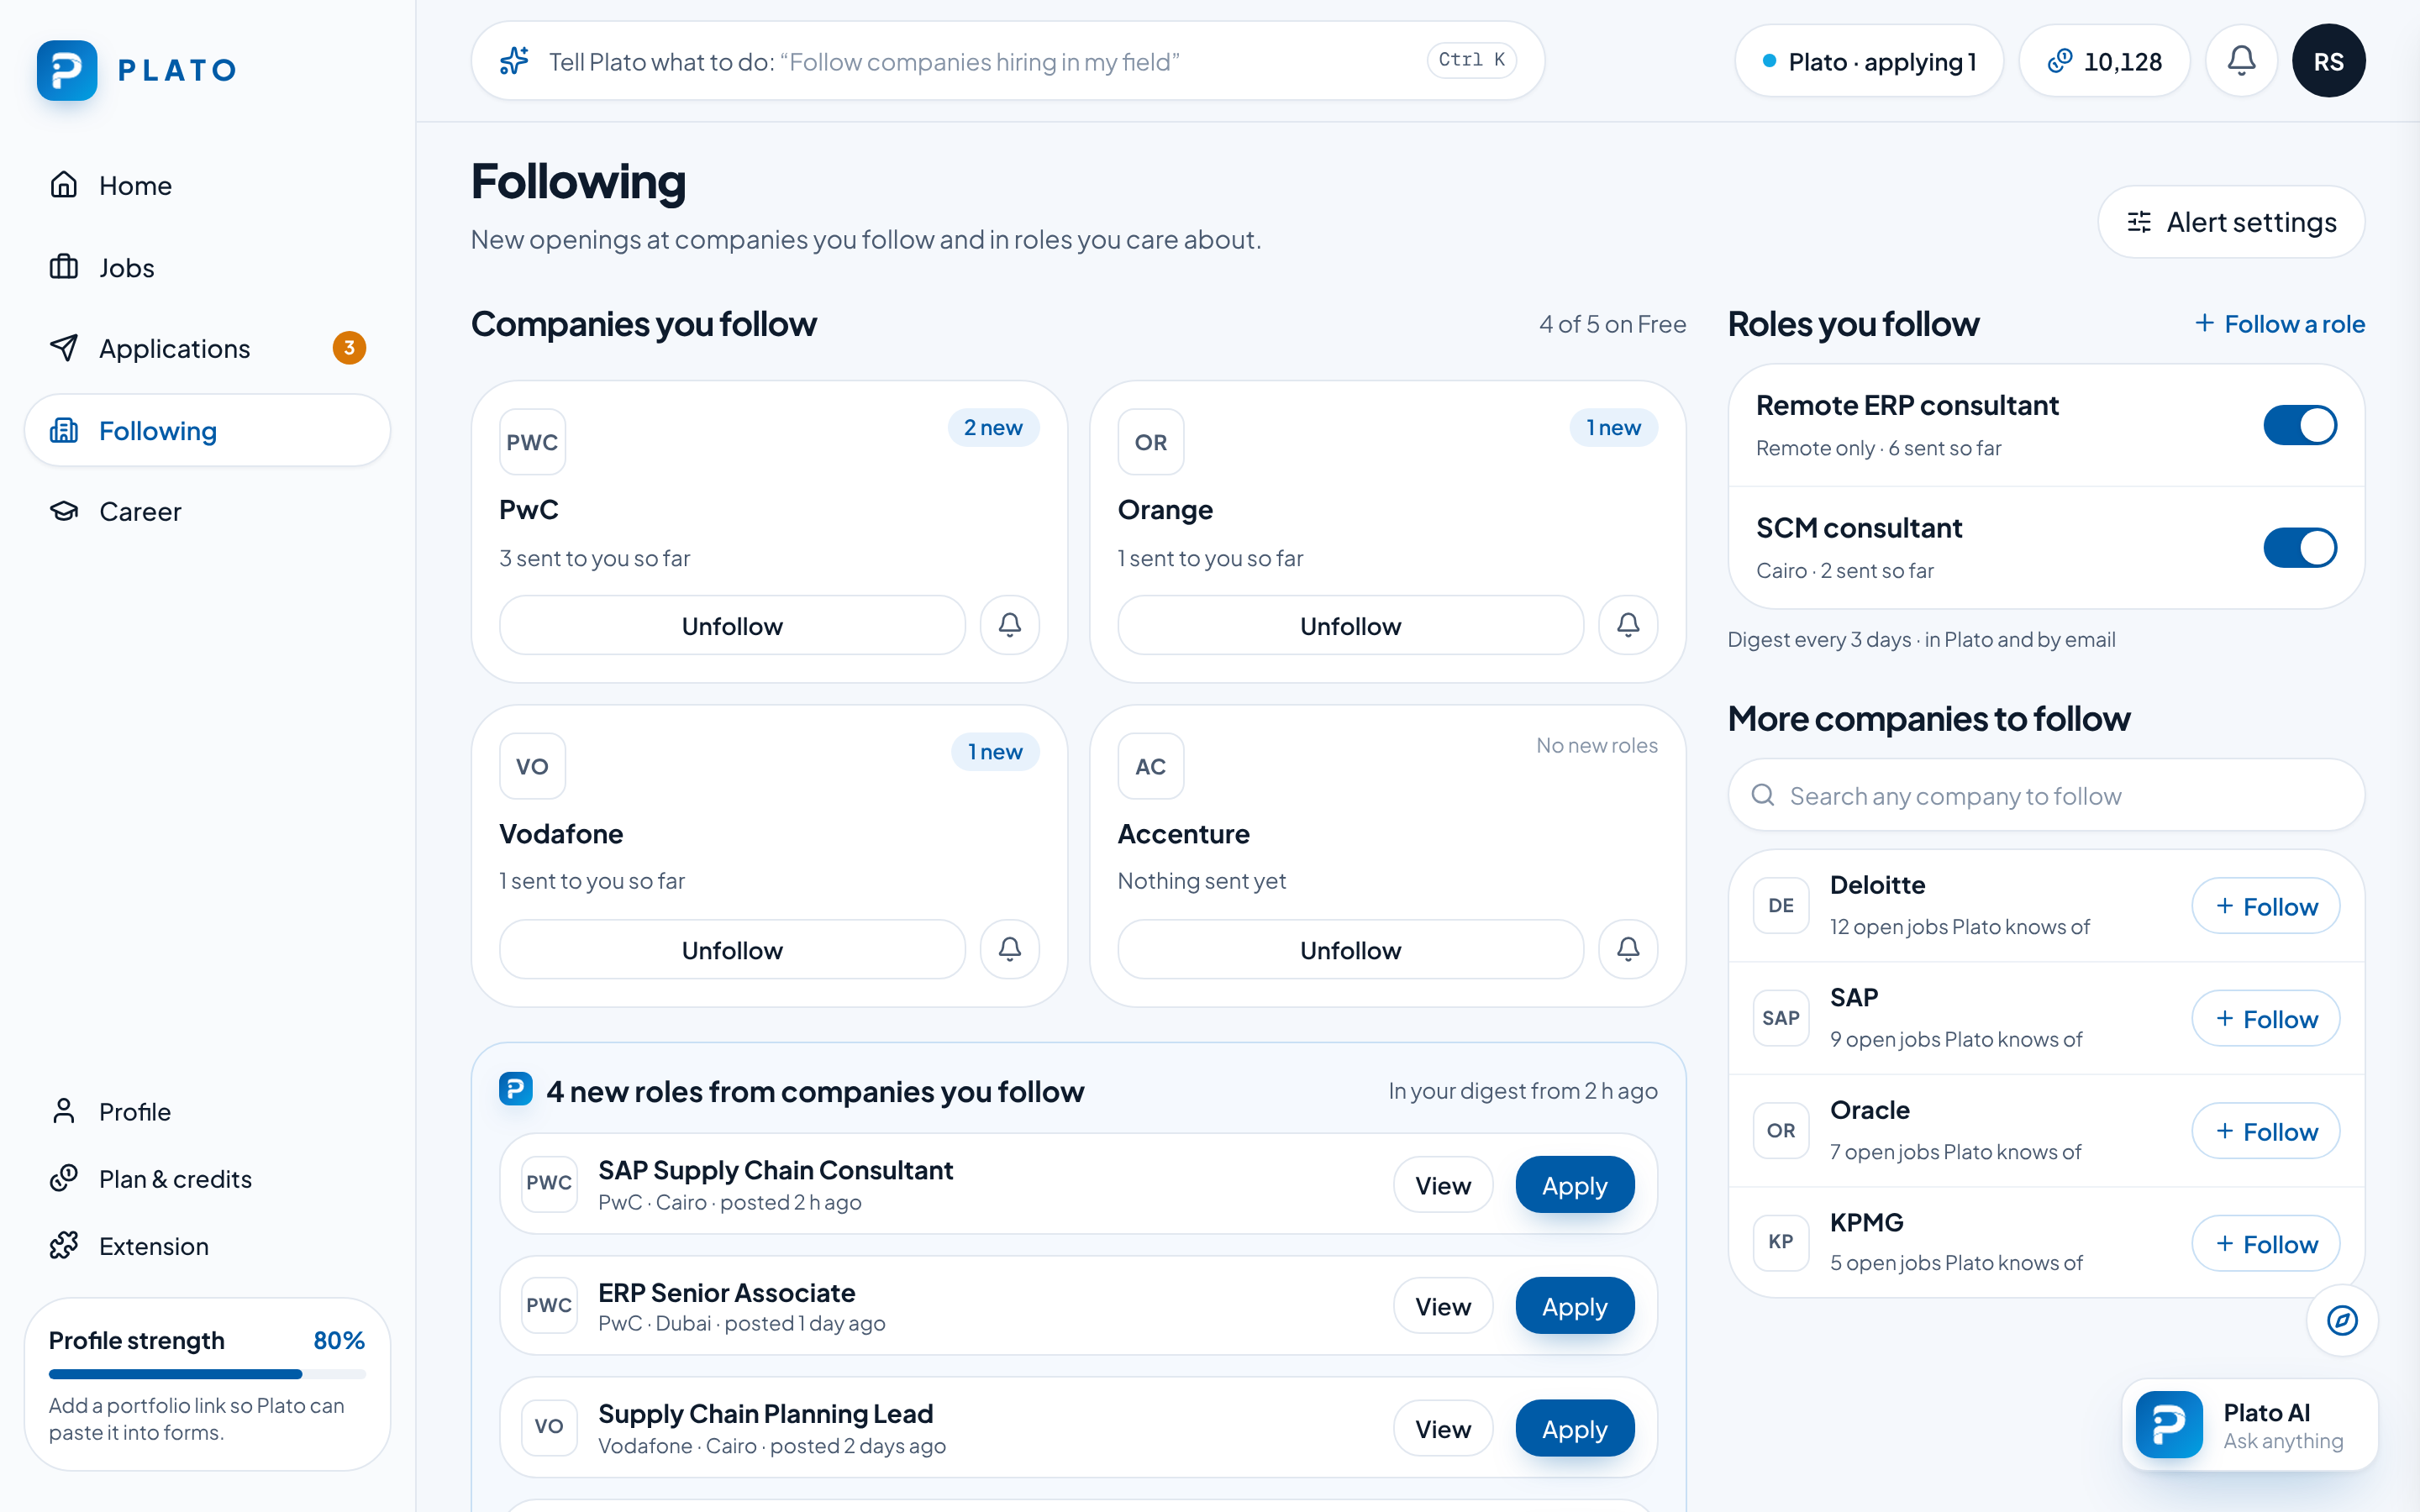 PLATO
Home
Jobs
Applications
3
Following
Career
Profile
Plan & credits
Extension
Profile strength
80%
Add a portfolio link so Plato can
paste it into forms.
Tell Plato what to do: “Follow companies hiring in my field”
Ctrl K
Plato · applying 1
10,128
RS
Following
New openings at companies you follow and in roles you care about.
Alert settings
Companies you follow
4 of 5 on Free
PWC
2 new
PwC
3 sent to you so far
Unfollow
OR
1 new
Orange
1 sent to you so far
Unfollow
VO
1 new
Vodafone
1 sent to you so far
Unfollow
AC
No new roles
Accenture
Nothing sent yet
Unfollow
4 new roles from companies you follow
In your digest from 2 h ago
PWC
SAP Supply Chain Consultant
PwC · Cairo · posted 2 h ago
View
Apply
PWC
ERP Senior Associate
PwC · Dubai · posted 1 day ago
View
Apply
VO
Supply Chain Planning Lead
Vodafone · Cairo · posted 2 days ago
View
Apply
Roles you follow
+ Follow a role
Remote ERP consultant
Remote only · 6 sent so far
SCM consultant
Cairo · 2 sent so far
Digest every 3 days · in Plato and by email
More companies to follow
Search any company to follow
DE
Deloitte
12 open jobs Plato knows of
+ Follow
SAP
SAP
9 open jobs Plato knows of
+ Follow
OR
Oracle
7 open jobs Plato knows of
+ Follow
KP
KPMG
5 open jobs Plato knows of
+ Follow
Plato AI
Ask anything